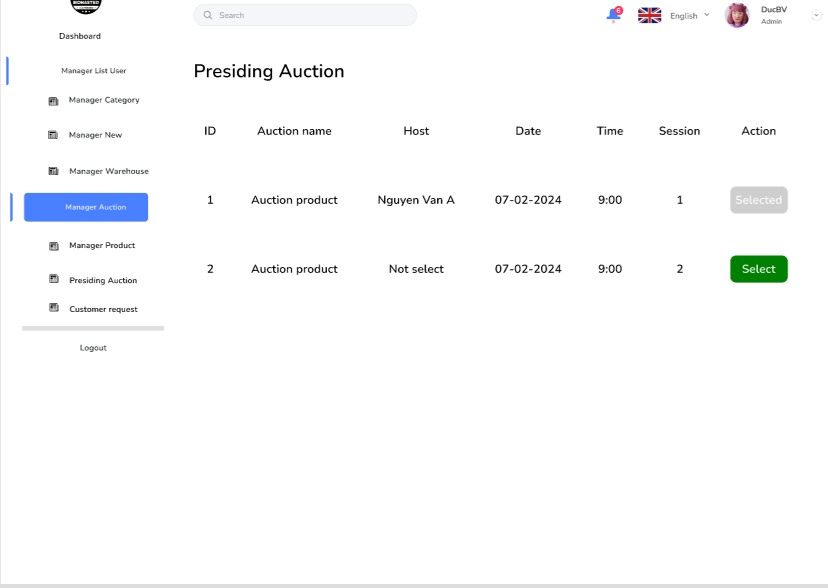 BIDMASTER
Search
6
English
DucBV
Admin
Dashboard
Manager List User
Manager Category
Manager New
Manager Warehouse
Manager Auction
Manager Product
Presiding Auction
Customer request
Logout
Presiding Auction
ID Auction name Host Date Time Session Action
1 Auction product Nguyen Van A 07-02-2024 9:00 1 Selected
2 Auction product Not select 07-02-2024 9:00 2 Select